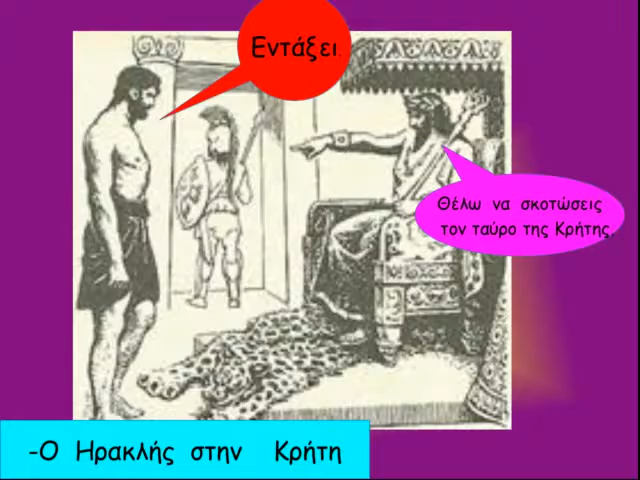 Εντάξει.
Θέλω να σκοτώσεις
τον ταύρο της Κρήτης.
-Ο Ηρακλής στην Κρήτη